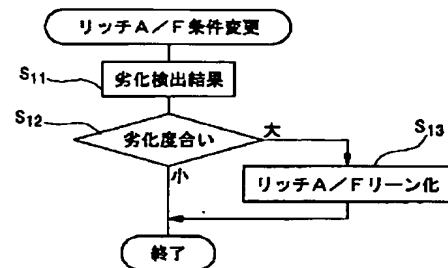 リッチA／F条件変更
S11
劣化検出結果
S12
劣化度合い
大
小
S13
リッチA／Fリーン化
終了